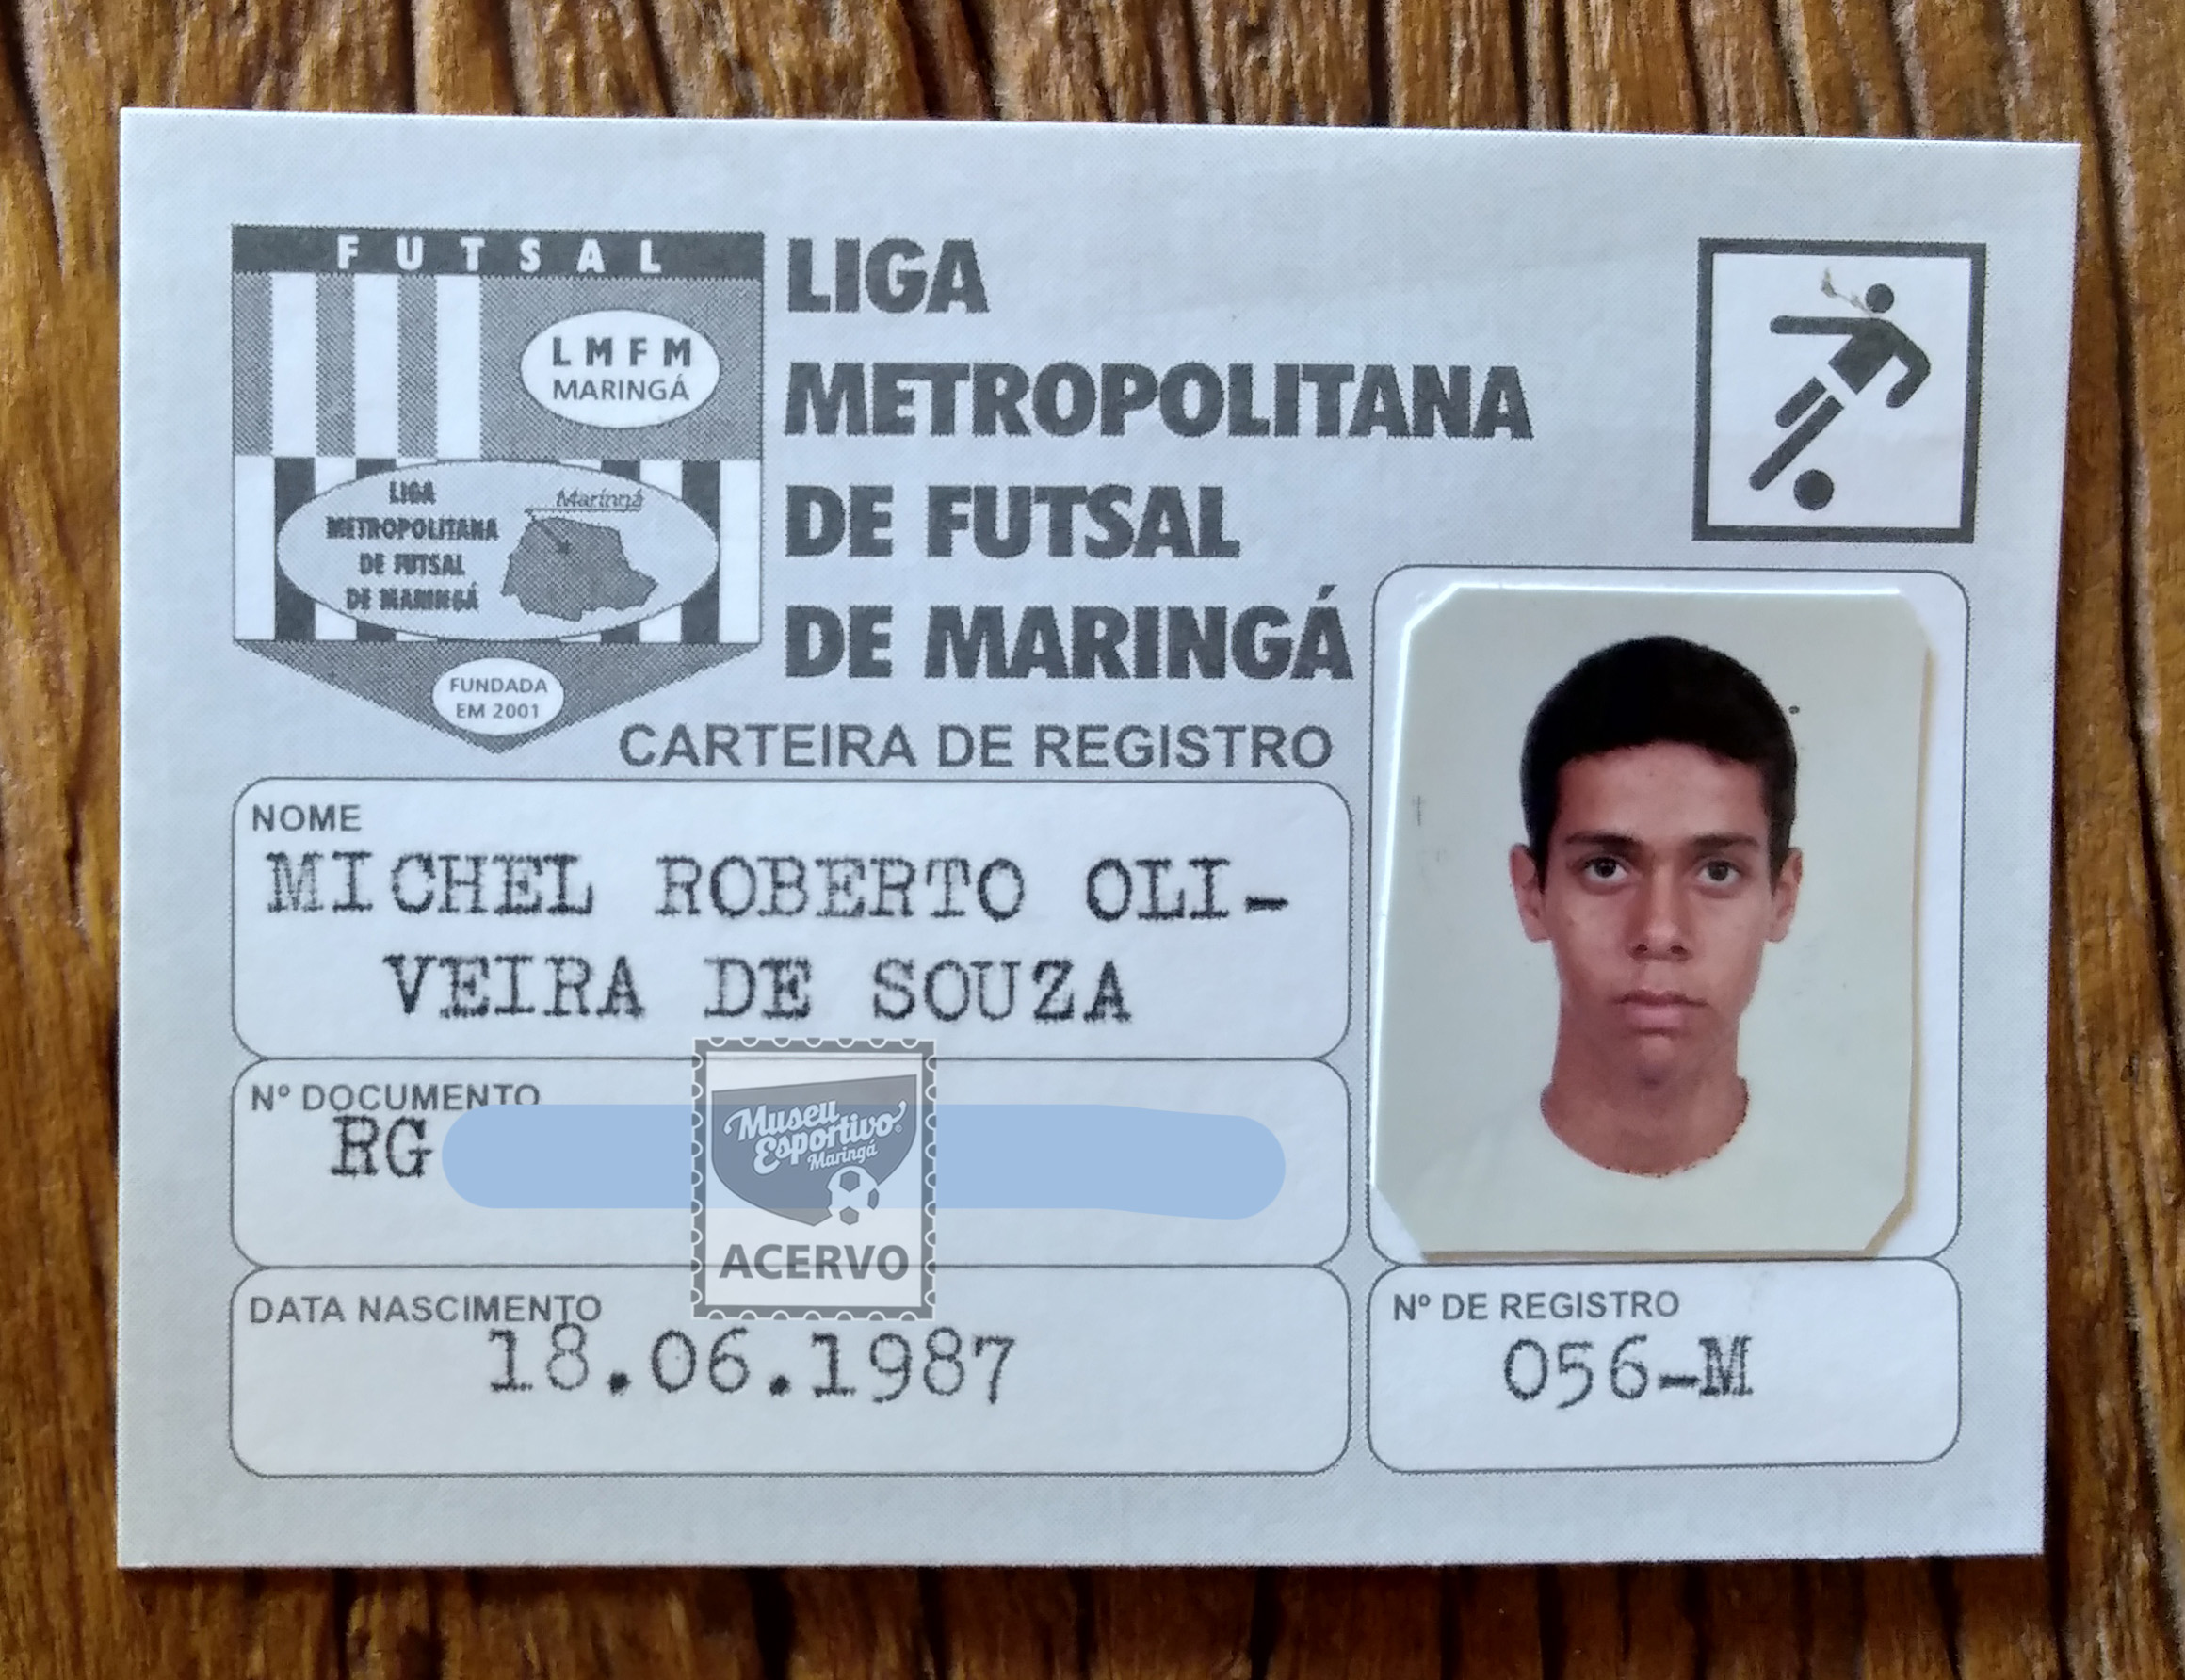 FUTSAL
LMFM
MARINGÁ
LIGA
METROPOLITANA
DE FUTSAL
DE MARINGÁ
Maringá
FUNDADA
EM 2001
LIGA
METROPOLITANA
DE FUTSAL
DE MARINGÁ
CARTEIRA DE REGISTRO
NOME
MICHEL ROBERTO OLI-
VEIRA DE SOUZA
Nº DOCUMENTO
RG
Museu
Esportivo
Maringá
ACERVO
DATA NASCIMENTO
18.06.1987
Nº DE REGISTRO
056-M